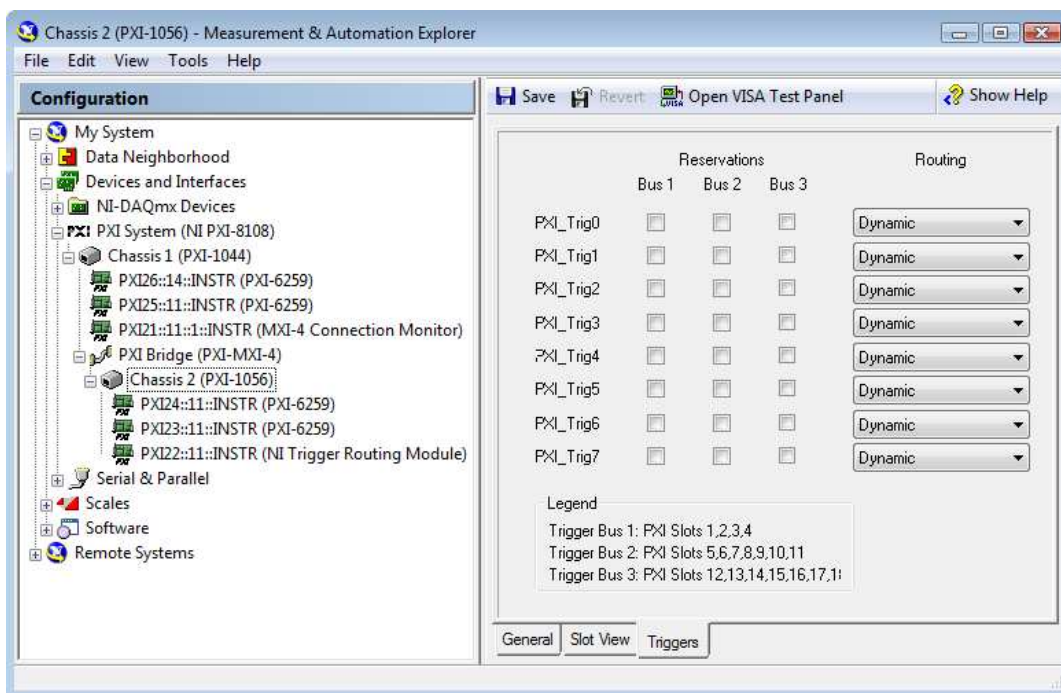 Chassis 2 (PXI-1056) - Measurement & Automation Explorer
File Edit View Tools Help
Configuration
My System
Data Neighborhood
Devices and Interfaces
NI-DAQmx Devices
PXI PXI System (NI PXI-8108)
Chassis 1 (PXI-1044)
PXI26::14::INSTR (PXI-6259)
PXI25::11::INSTR (PXI-6259)
PXI21::11::1::INSTR (MXI-4 Connection Monitor)
PXI Bridge (PXI-MXI-4)
Chassis 2 (PXI-1056)
PXI24::11::INSTR (PXI-6259)
PXI23::11::INSTR (PXI-6259)
PXI22::11::INSTR (NI Trigger Routing Module)
Serial & Parallel
Scales
Software
Remote Systems
Save Revert Open VISA Test Panel Show Help
Reservations Routing
Bus 1 Bus 2 Bus 3
PXI_Trig0 Dynamic
PXI_Trig1 Dynamic
PXI_Trig2 Dynamic
PXI_Trig3 Dynamic
PXI_Trig4 Dynamic
PXI_Trig5 Dynamic
PXI_Trig6 Dynamic
PXI_Trig7 Dynamic
Legend
Trigger Bus 1: PXI Slots 1,2,3,4
Trigger Bus 2: PXI Slots 5,6,7,8,9,10,11
Trigger Bus 3: PXI Slots 12,13,14,15,16,17,18
General Slot View Triggers